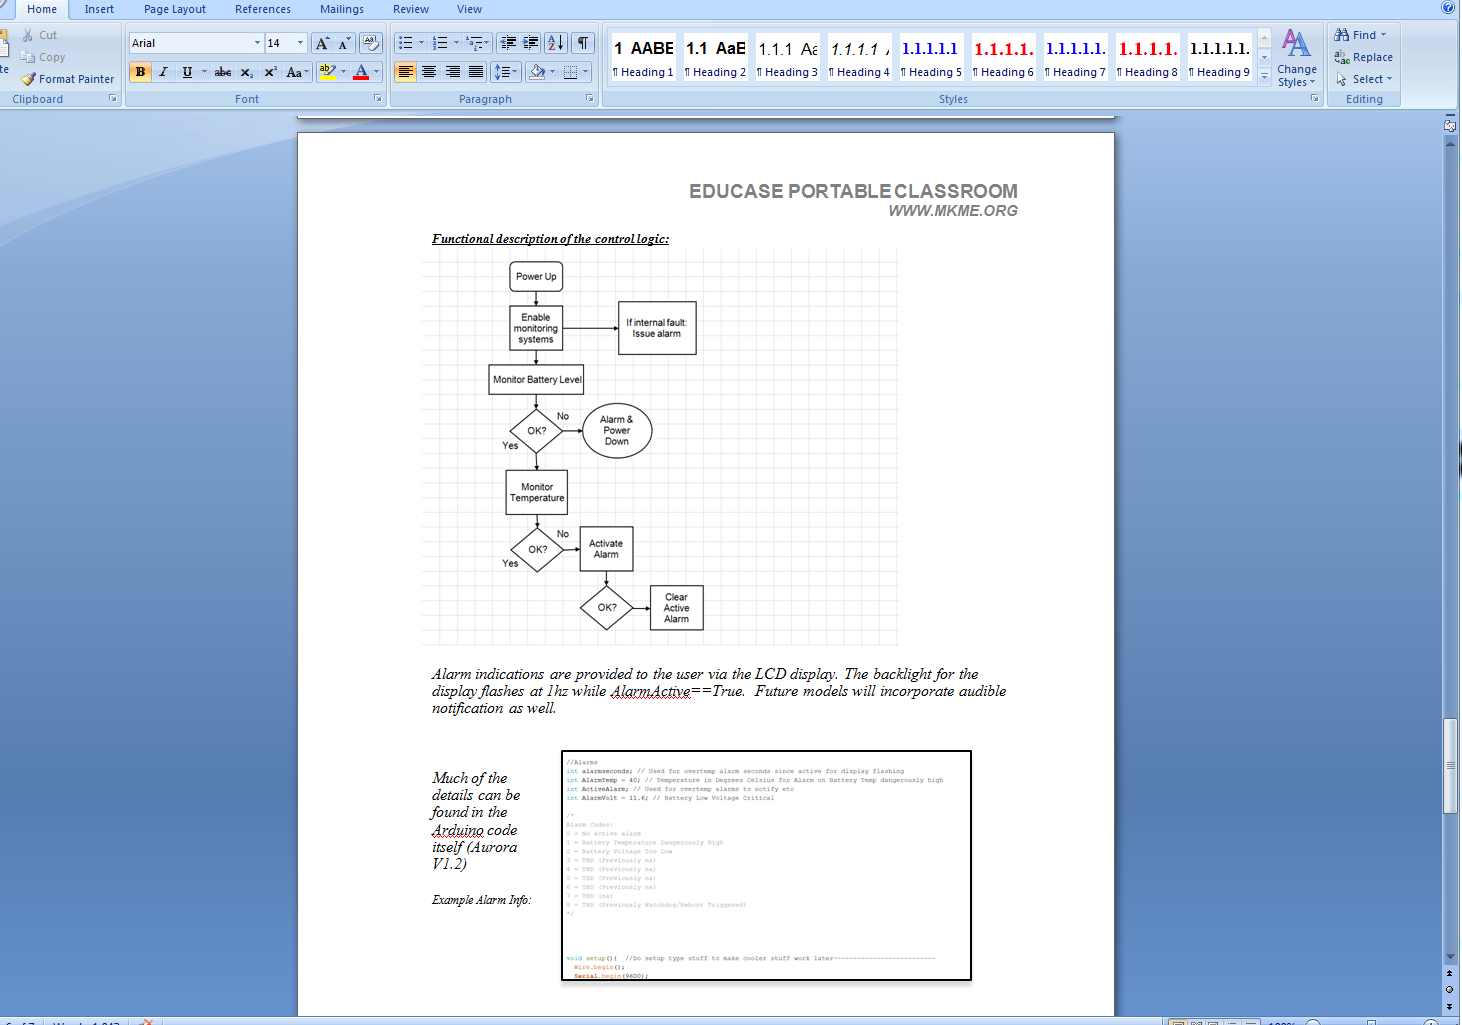 Home Insert Page Layout References Mailings Review View
Cut
Copy
Format Painter
Clipboard
Arial 14
B I U abc X₂ X² Aa
Font
Paragraph
1 AABE 1.1 AaE 1.1.1 Aa 1.1.1.1 1.1.1.1.1 1.1.1.1. 1.1.1.1.1. 1.1.1.1. 1.1.1.1.1.
¶ Heading 1 ¶ Heading 2 ¶ Heading 3 ¶ Heading 4 ¶ Heading 5 ¶ Heading 6 ¶ Heading 7 ¶ Heading 8 ¶ Heading 9
Change
Styles
Styles
Find
Replace
Select
Editing
EDUCASE PORTABLE CLASSROOM
WWW.MKME.ORG
Functional description of the control logic:
Power Up
Enable
monitoring
systems
If internal fault:
Issue alarm
Monitor Battery Level
OK?
No
Yes
Alarm &
Power
Down
Monitor
Temperature
OK?
No
Yes
Activate
Alarm
OK?
Clear
Active
Alarm
Alarm indications are provided to the user via the LCD display. The backlight for the
display flashes at 1hz while AlarmActive==True. Future models will incorporate audible
notification as well.
Much of the
details can be
found in the
Arduino code
itself (Aurora
V1.2)
Example Alarm Info:
//Alarms
int alarmseconds; // Used for overtemp alarm seconds since active for display flashing
int AlarmTemp = 40; // Temperature in Degrees Celsius for Alarm on Battery Temp dangerously high
int ActiveAlarm; // Used for overtemp alarms to notify etc
int AlarmVolt = 11.6; // Battery Low Voltage Critical
/*
Alarm Codes:
0 = No active alarm
1 = Battery Temperature Dangerously High
2 = Battery Voltage Too Low
3 = TBD (Previously na)
4 = TBD (Previously na)
5 = TBD (Previously na)
6 = TBD (Previously na)
7 = TBD (na)
8 = TBD (Previously Watchdog/Reboot Triggered)
*/
void setup(){ //Do setup type stuff to make cooler stuff work later--------------------------
Wire.begin();
Serial.begin(9600);